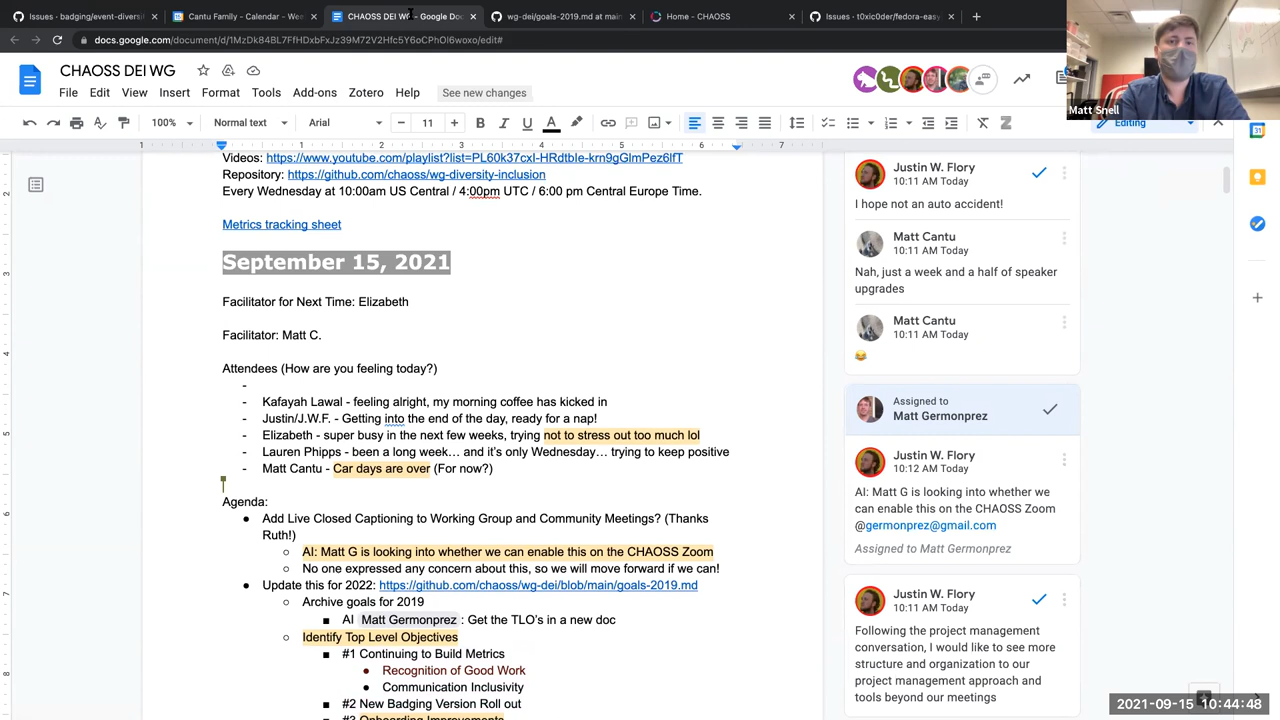 Issues · badging/event-divers
Cantu Family - Calendar - We
CHAOSS DEI WG - Google Doc
wg-dei/goals-2019.md at main
Home - CHAOSS
Issues · t0xic0der/fedora-easy
docs.google.com/document/d/1MzDk84BL7FfHDxbFxJz39M72V2Hfc5Y6oCPhOl6woxo/edit#
CHAOSS DEI WG
File Edit View Insert Format Tools Add-ons Zotero Help See new changes
Matt Snell
100% Normal text Arial 11 Editing
Videos: https://www.youtube.com/playlist?list=PL60k37cxI-HRdtbIe-krn9gGlmPez6IfT
Repository: https://github.com/chaoss/wg-diversity-inclusion
Every Wednesday at 10:00am US Central / 4:00pm UTC / 6:00 pm Central Europe Time.
Metrics tracking sheet
September 15, 2021
Facilitator for Next Time: Elizabeth
Facilitator: Matt C.
Attendees (How are you feeling today?)
-
- Kafayah Lawal - feeling alright, my morning coffee has kicked in
- Justin/J.W.F. - Getting into the end of the day, ready for a nap!
- Elizabeth - super busy in the next few weeks, trying not to stress out too much lol
- Lauren Phipps - been a long week… and it's only Wednesday… trying to keep positive
- Matt Cantu - Car days are over (For now?)
Agenda:
● Add Live Closed Captioning to Working Group and Community Meetings? (Thanks
Ruth!)
○ AI: Matt G is looking into whether we can enable this on the CHAOSS Zoom
○ No one expressed any concern about this, so we will move forward if we can!
● Update this for 2022: https://github.com/chaoss/wg-dei/blob/main/goals-2019.md
○ Archive goals for 2019
■ AI Matt Germonprez : Get the TLO's in a new doc
○ Identify Top Level Objectives
■ #1 Continuing to Build Metrics
● Recognition of Good Work
● Communication Inclusivity
■ #2 New Badging Version Roll out
■ #3 Onboarding Improvements
Justin W. Flory
10:11 AM Today
I hope not an auto accident!
Matt Cantu
10:11 AM Today
Nah, just a week and a half of speaker
upgrades
Matt Cantu
10:11 AM Today
😂
Assigned to
Matt Germonprez
Justin W. Flory
10:12 AM Today
AI: Matt G is looking into whether we
can enable this on the CHAOSS Zoom
@germonprez@gmail.com
Assigned to Matt Germonprez
Justin W. Flory
10:11 AM Today
Following the project management
conversation, I would like to see more
structure and organization to our
project management approach and
tools beyond our meetings
2021-09-15 10:44:48